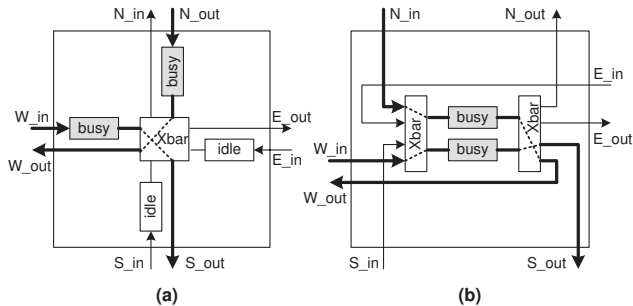 N_in N_out
busy
W_in
busy
W_out
Xbar
E_out
idle
E_in
idle
S_in S_out
(a)
N_in N_out
E_in
Xbar
busy
busy
Xbar
E_out
W_in
W_out
S_in S_out
(b)